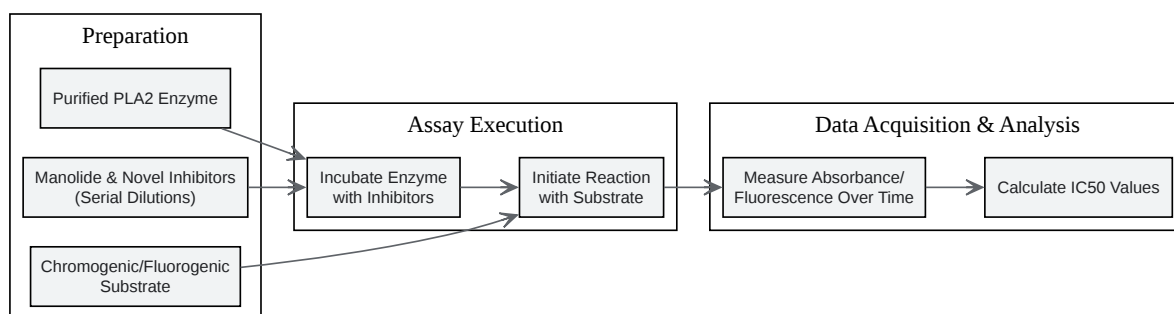 Preparation
Purified PLA2 Enzyme
Manolide & Novel Inhibitors
(Serial Dilutions)
Chromogenic/Fluorogenic
Substrate
Assay Execution
Incubate Enzyme
with Inhibitors
Initiate Reaction
with Substrate
Data Acquisition & Analysis
Measure Absorbance/
Fluorescence Over Time
Calculate IC50 Values